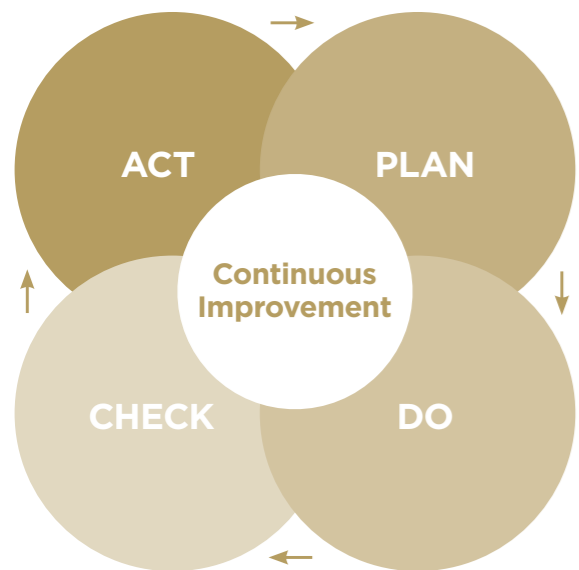 ACT
PLAN
Continuous
Improvement
CHECK
DO